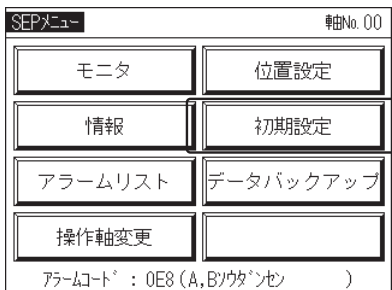 SEPﾒﾆｭｰ 軸No. 00
モニタ 位置設定
情報 初期設定
アラームリスト データバックアップ
操作軸変更
ｱﾗｰﾑｺｰﾄﾞ : 0E8 (A,Bｿｳﾀﾞﾝｾﾝ )